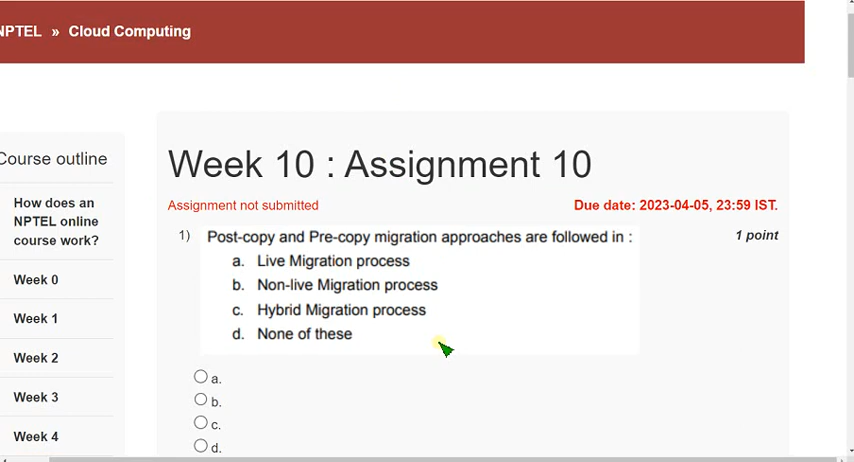 NPTEL » Cloud Computing
Course outline
How does an
NPTEL online
course work?
Week 0
Week 1
Week 2
Week 3
Week 4
Week 10 : Assignment 10
Assignment not submitted
Due date: 2023-04-05, 23:59 IST.
1) Post-copy and Pre-copy migration approaches are followed in : 1 point
a. Live Migration process
b. Non-live Migration process
c. Hybrid Migration process
d. None of these
a.
b.
c.
d.